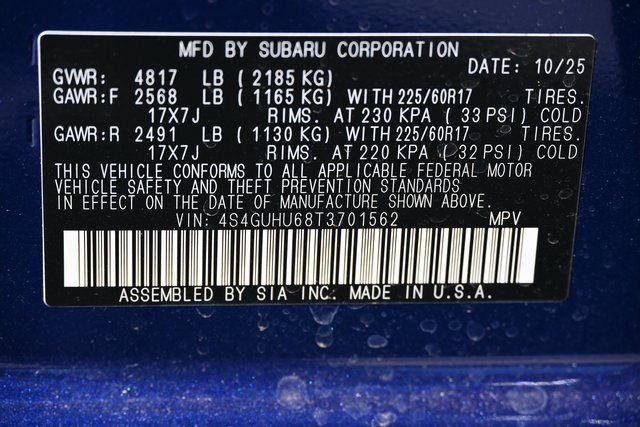 MFD BY SUBARU CORPORATION
DATE: 10/25
GVWR: 4817 LB (2185 KG)
GAWR:F 2568 LB (1165 KG) WITH 225/60R17 TIRES.
17X7J RIMS. AT 230 KPA (33 PSI) COLD
GAWR:R 2491 LB (1130 KG) WITH 225/60R17 TIRES.
17X7J RIMS. AT 220 KPA (32 PSI) COLD
THIS VEHICLE CONFORMS TO ALL APPLICABLE FEDERAL MOTOR
VEHICLE SAFETY AND THEFT PREVENTION STANDARDS
IN EFFECT ON THE DATE OF MANUFACTURE SHOWN ABOVE.
VIN: 4S4GUHU68T3701562 MPV
ASSEMBLED BY SIA INC. MADE IN U.S.A.